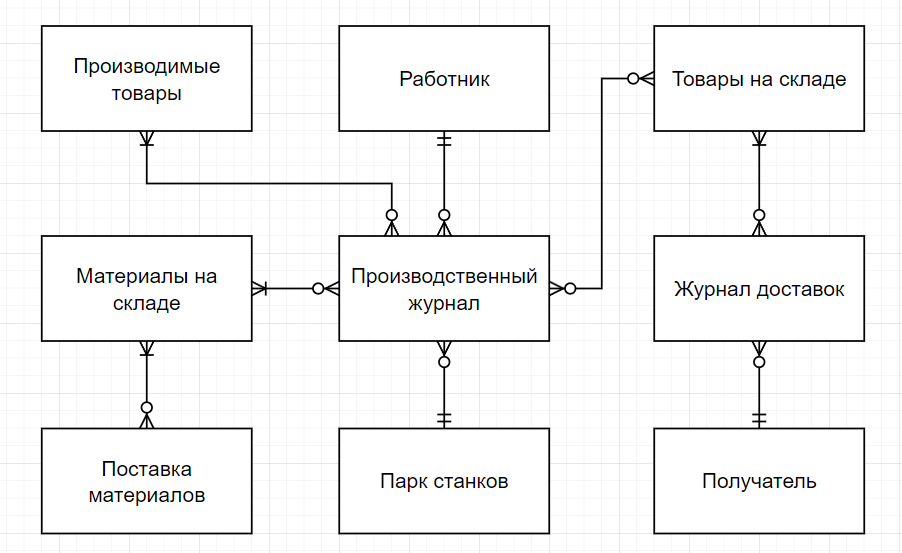 Производимые
товары
Работник
Товары на складе
Материалы на
складе
Производственный
журнал
Журнал доставок
Поставка
материалов
Парк станков
Получатель